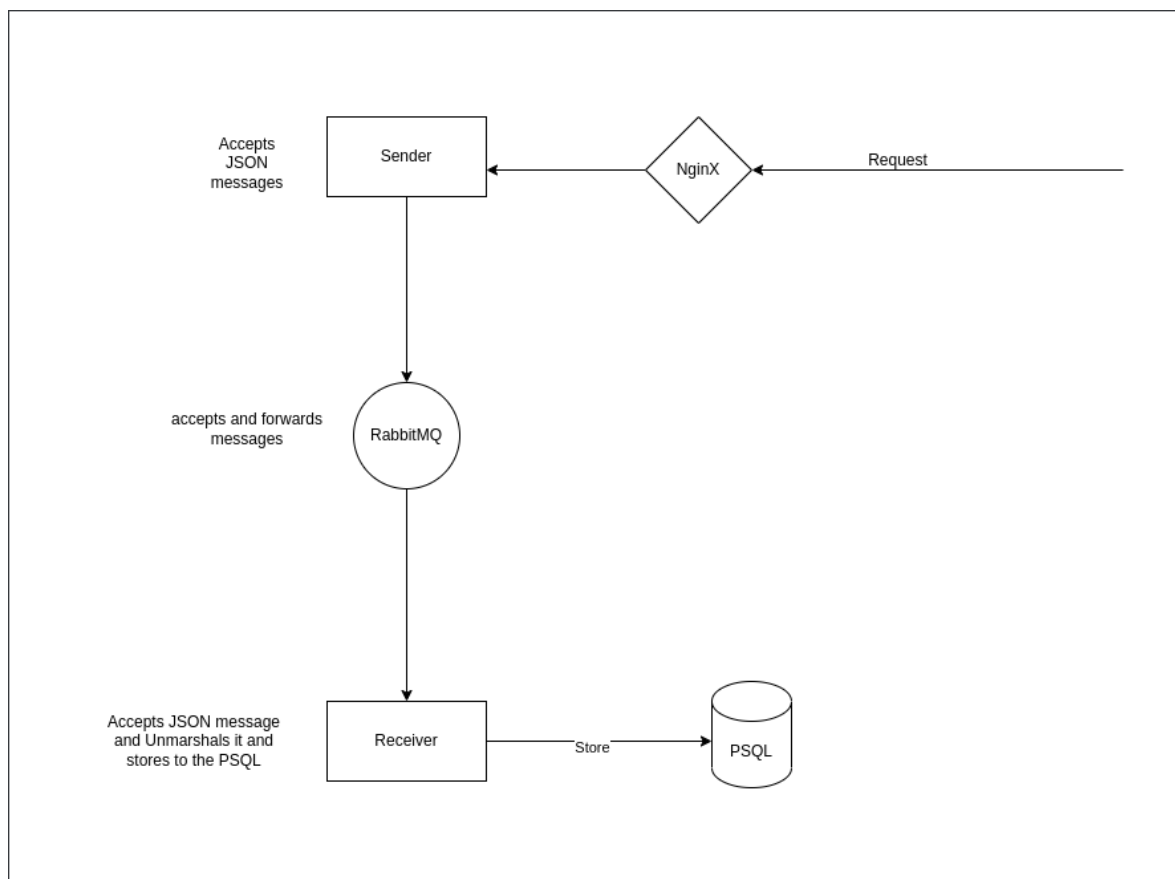 Accepts
JSON
messages
Sender
NginX
Request
accepts and forwards
messages
RabbitMQ
Accepts JSON message
and Unmarshals it and
stores to the PSQL
Receiver
Store
PSQL